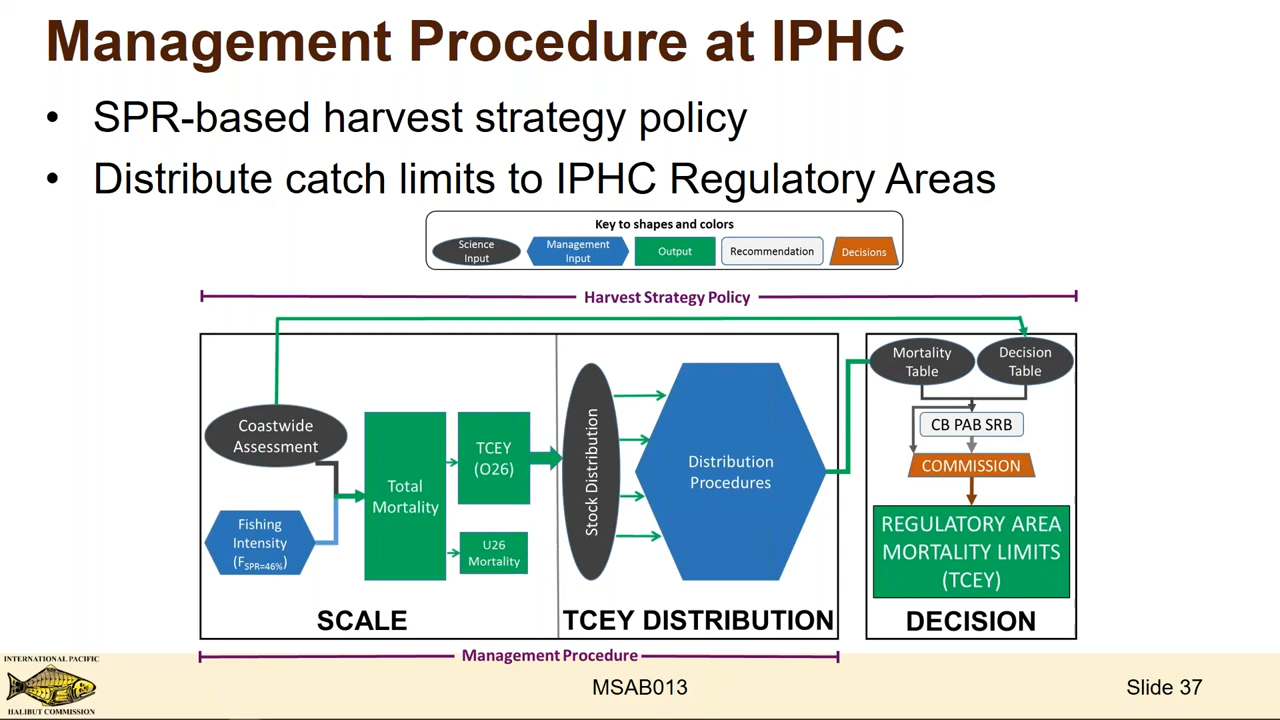 Management Procedure at IPHC
• SPR-based harvest strategy policy
• Distribute catch limits to IPHC Regulatory Areas
Key to shapes and colors
Science
Input
Management
Input
Output
Recommendation
Decisions
Harvest Strategy Policy
Coastwide
Assessment
Fishing
Intensity
(FSPR=46%)
Total
Mortality
TCEY
(O26)
U26
Mortality
SCALE
Stock Distribution
Distribution
Procedures
TCEY DISTRIBUTION
Mortality
Table
Decision
Table
CB PAB SRB
COMMISSION
REGULATORY AREA
MORTALITY LIMITS
(TCEY)
DECISION
Management Procedure
INTERNATIONAL PACIFIC
HALIBUT COMMISSION
MSAB013
Slide 37